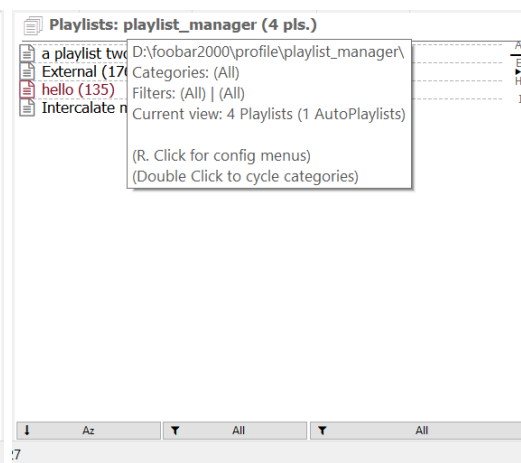 Playlists: playlist_manager (4 pls.)
a playlist two
D:\foobar2000\profile\playlist_manager\
External (17
Categories: (All)
hello (135)
Filters: (All) | (All)
Intercalate
Current view: 4 Playlists (1 AutoPlaylists)
(R. Click for config menus)
(Double Click to cycle categories)
A
E
H
I
Az
All
All
27